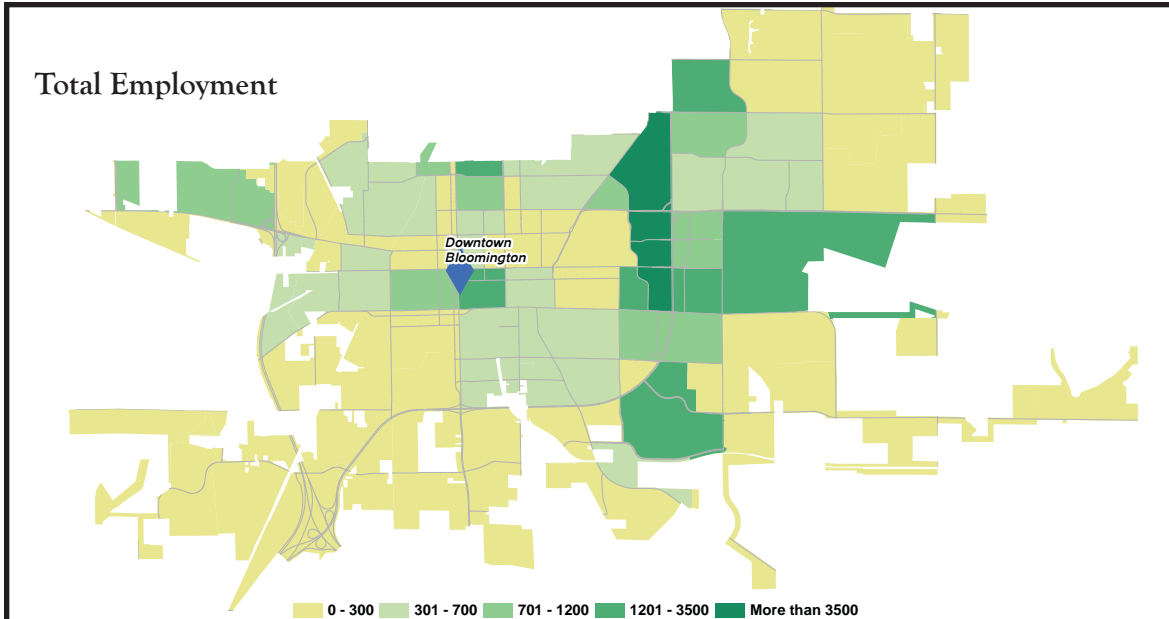 Total Employment
Downtown
Bloomington
0 - 300
301 - 700
701 - 1200
1201 - 3500
More than 3500